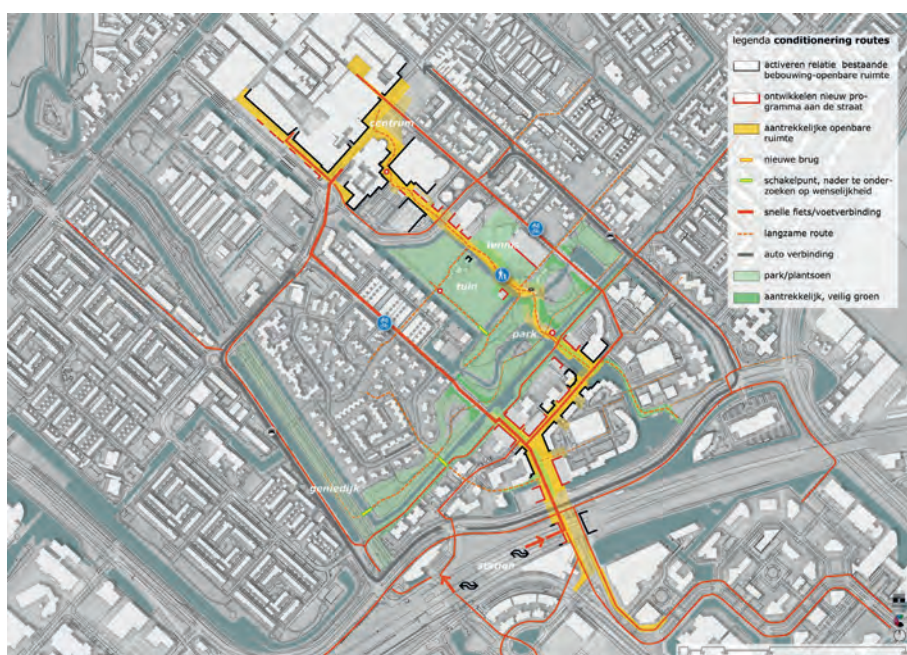 legenda conditionering routes
activeren relatie bestaande
bebouwing-openbare ruimte
ontwikkelen nieuw pro-
gramma aan de straat
aantrekkelijke openbare
ruimte
nieuwe brug
schakelpunt, nader te onder-
zoeken op wenselijkheid
snelle fiets/voetverbinding
langzame route
auto verbinding
park/plantsoen
aantrekkelijk, veilig groen
centrum
tennis
tuin
park
geniedijk
station